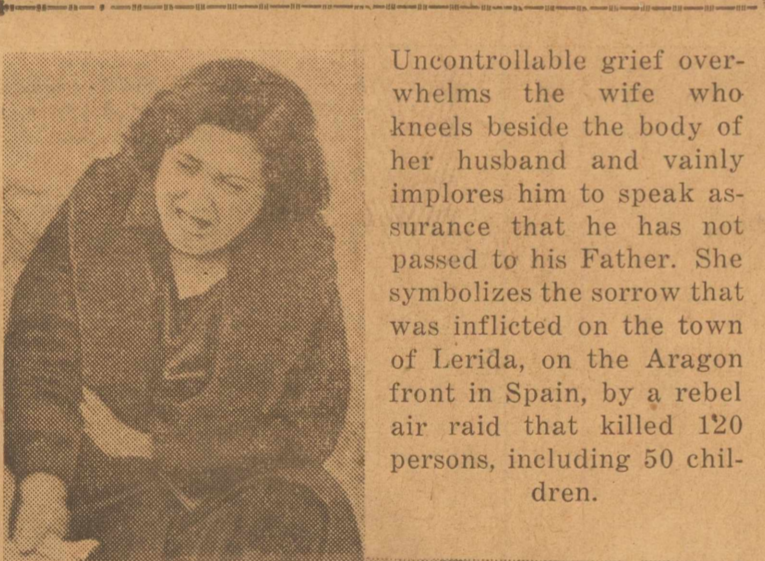 Uncontrollable grief over-
whelms the wife who
kneels beside the body of
her husband and vainly
implores him to speak as-
surance that he has not
passed to his Father. She
symbolizes the sorrow that
was inflicted on the town
of Lerida, on the Aragon
front in Spain, by a rebel
air raid that killed 120
persons, including 50 chil-
dren.